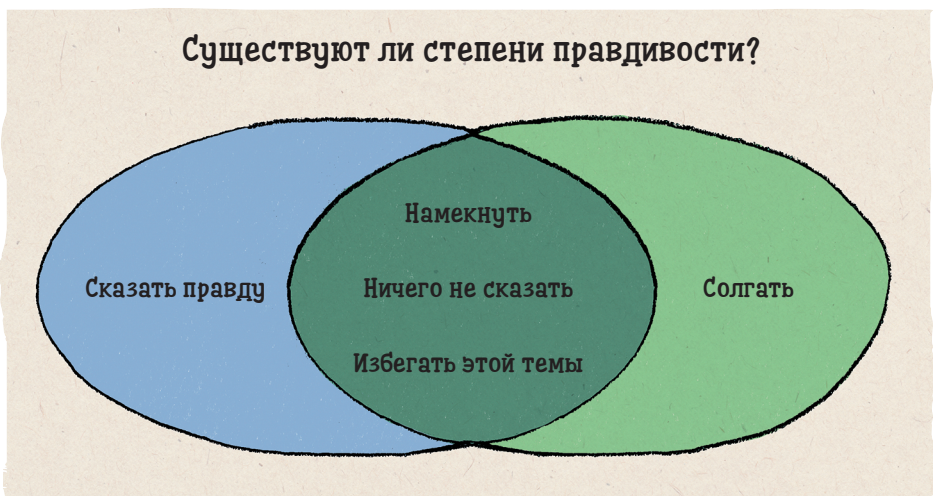 Существуют ли степени правдивости?
Намекнуть
Сказать правду
Ничего не сказать
Солгать
Избегать этой темы